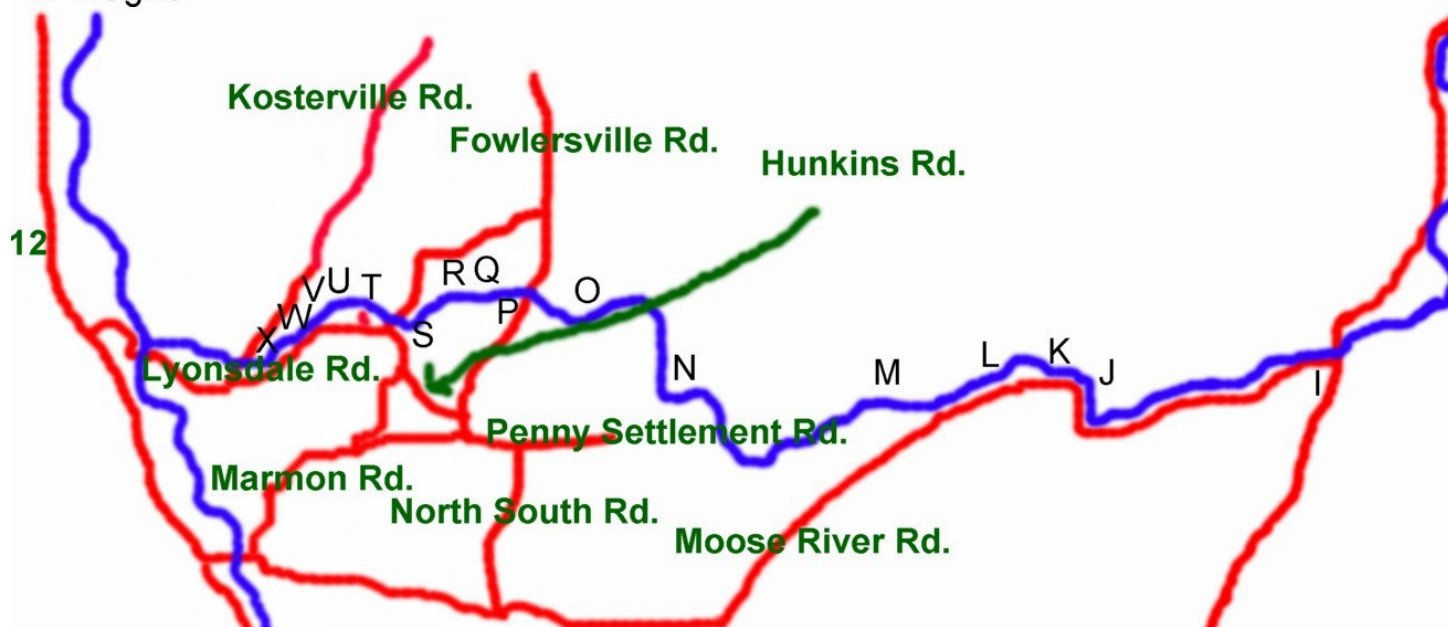 Kosterville Rd.
Fowlersville Rd.
Hunkins Rd.
12
V U T
R Q
O
P
W
X
S
Lyonsdale Rd.
N
M
L
K
J
I
Penny Settlement Rd.
Marmon Rd.
North South Rd.
Moose River Rd.